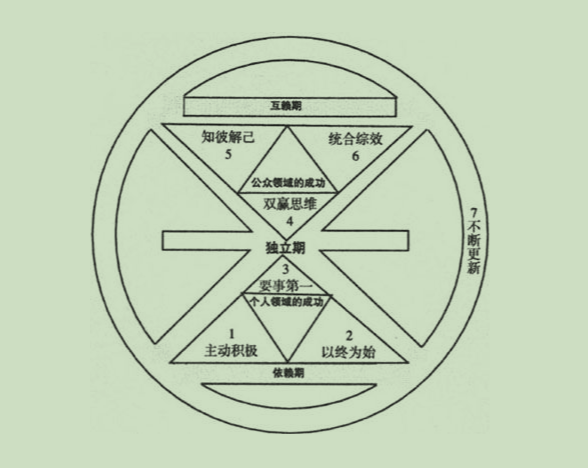 互赖期
知彼解己
5
统合综效
6
公众领域的成功
双赢思维
4
独立期
3
要事第一
个人领域的成功
1
主动积极
2
以终为始
依赖期
7不断更新